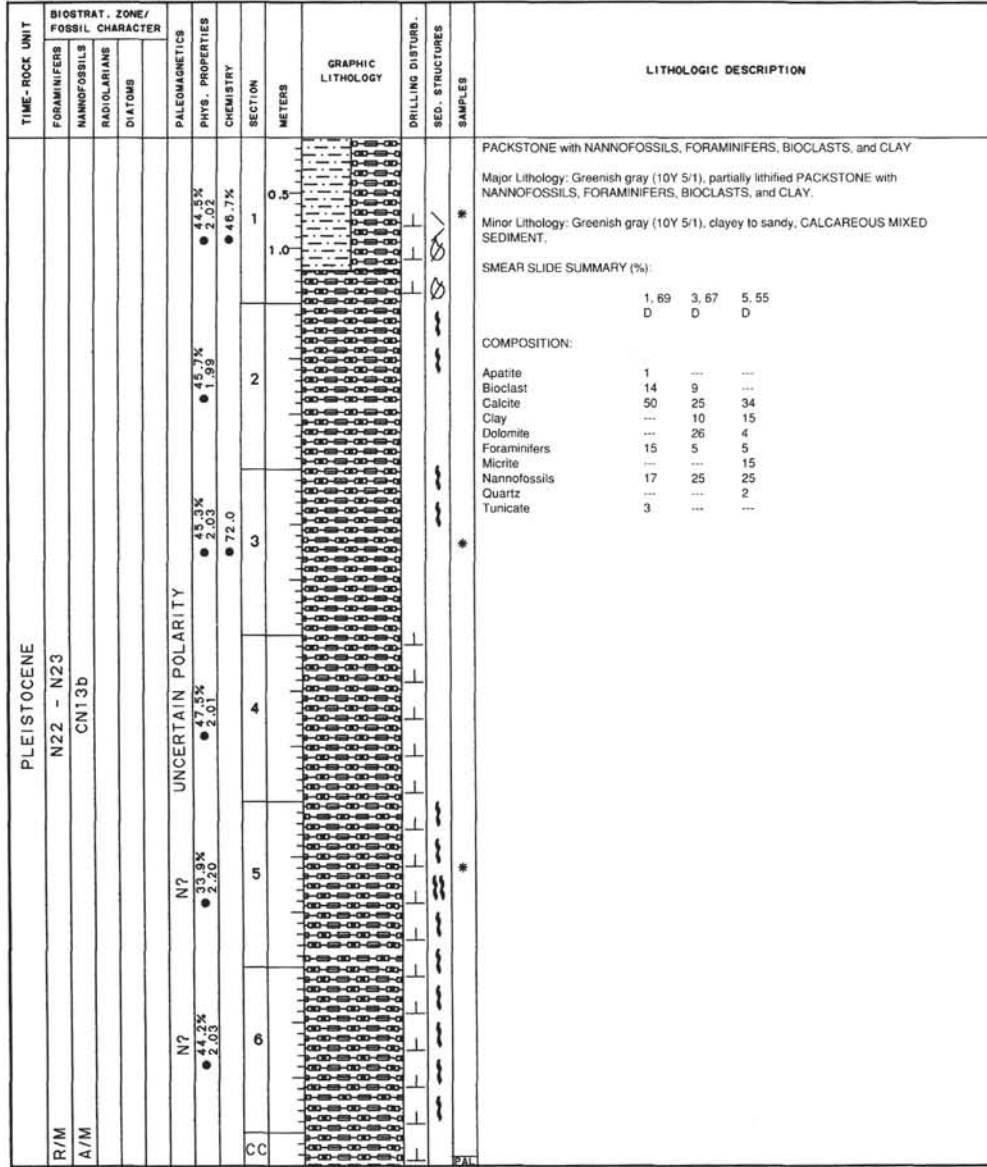 TIME-ROCK UNIT
BIOSTRAT. ZONE/
FOSSIL CHARACTER
FORAMINIFERS
NANNOFOSSILS
RADIOLARIANS
DIATOMS
PALEOMAGNETICS
PHYS. PROPERTIES
CHEMISTRY
SECTION
METERS
GRAPHIC
LITHOLOGY
DRILLING DISTURB.
SED. STRUCTURES
SAMPLES
LITHOLOGIC DESCRIPTION
PLEISTOCENE
N22 - N23
R/M
CN13b
A/M
UNCERTAIN POLARITY
N?
N?
44.5%
2.02
45.7%
1.99
45.3%
2.03
47.5%
2.01
33.9%
2.20
44.2%
2.03
46.7%
72.0
1
2
3
4
5
6
CC
0.5
1.0
*
*
*
PAL
PACKSTONE with NANNOFOSSILS, FORAMINIFERS, BIOCLASTS, and CLAY
Major Lithology: Greenish gray (10Y 5/1), partially lithified PACKSTONE with
NANNOFOSSILS, FORAMINIFERS, BIOCLASTS, and CLAY.
Minor Lithology: Greenish gray (10Y 5/1), clayey to sandy, CALCAREOUS MIXED
SEDIMENT.
SMEAR SLIDE SUMMARY (%):
1, 69 3, 67 5, 55
D D D
COMPOSITION:
Apatite 1 --- ---
Bioclast 14 9 ---
Calcite 50 25 34
Clay --- 10 15
Dolomite --- 26 4
Foraminifers 15 5 5
Micrite --- --- 15
Nannofossils 17 25 25
Quartz --- --- 2
Tunicate 3 --- ---